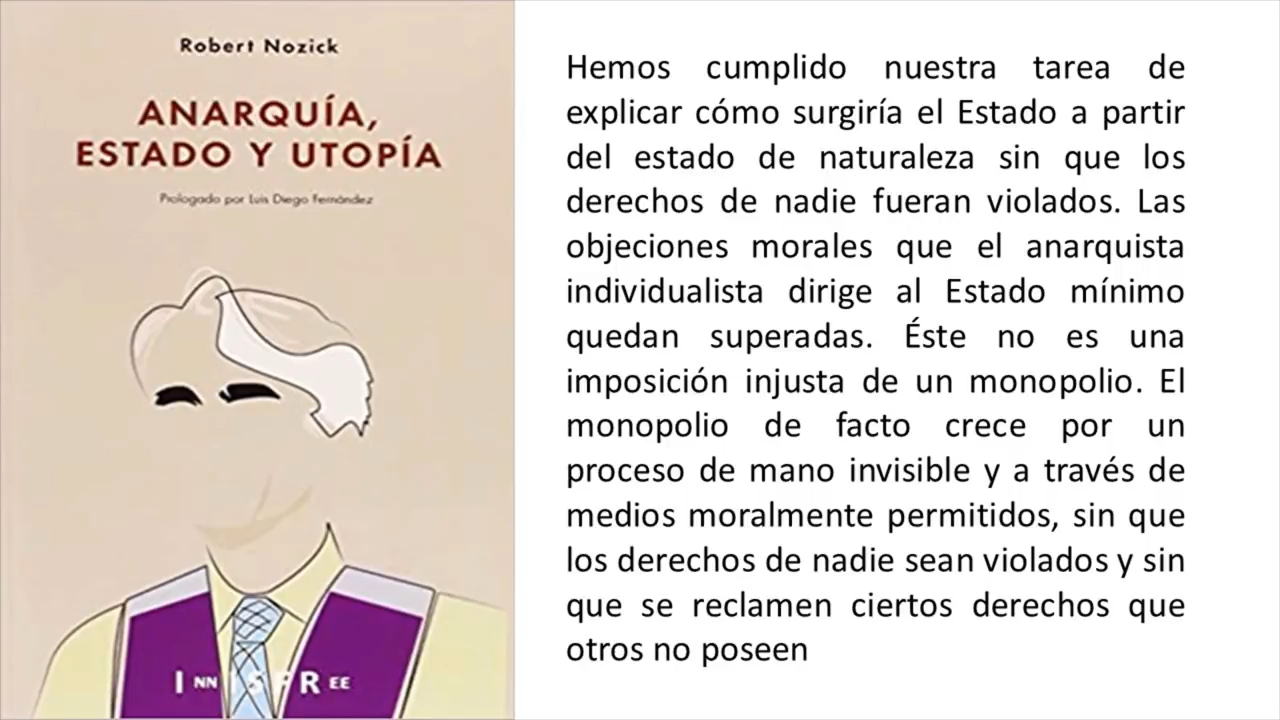 Robert Nozick
ANARQUÍA,
ESTADO Y UTOPÍA
Prologado por Luis Diego Fernández
INNISFREE
Hemos cumplido nuestra tarea de
explicar cómo surgiría el Estado a partir
del estado de naturaleza sin que los
derechos de nadie fueran violados. Las
objeciones morales que el anarquista
individualista dirige al Estado mínimo
quedan superadas. Éste no es una
imposición injusta de un monopolio. El
monopolio de facto crece por un
proceso de mano invisible y a través de
medios moralmente permitidos, sin que
los derechos de nadie sean violados y sin
que se reclamen ciertos derechos que
otros no poseen